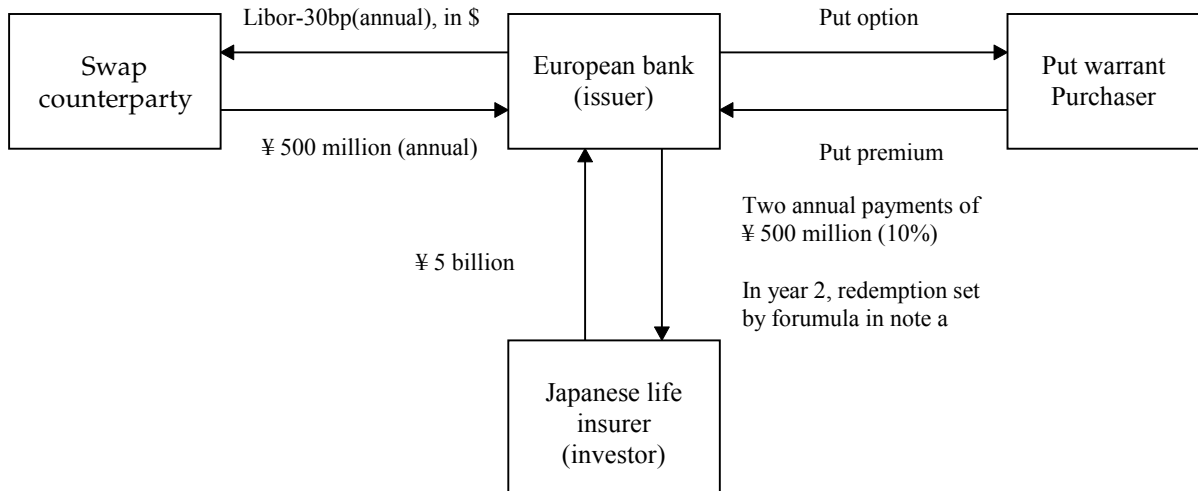 Libor-30bp(annual), in $
Put option
Swap
counterparty
European bank
(issuer)
Put warrant
Purchaser
¥ 500 million (annual)
Put premium
Two annual payments of
¥ 500 million (10%)
¥ 5 billion
In year 2, redemption set
by forumula in note a
Japanese life
insurer
(investor)